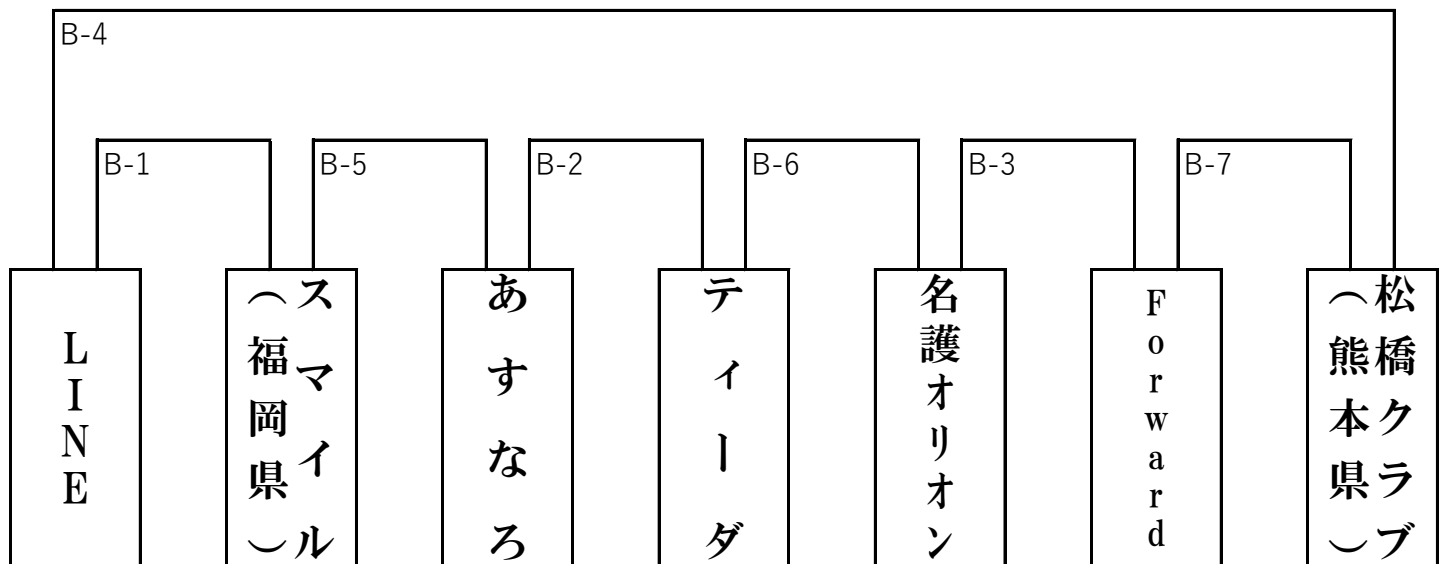 B-4
B-1
B-5
B-2
B-6
B-3
B-7
LINE
スマイル
（福岡県）
あすなろ
ティーダ
名護オリオン
Forward
松橋クラブ
（熊本県）